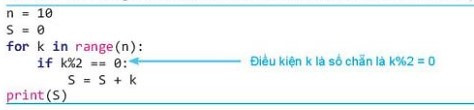 n = 10
S = 0
for k in range(n):
    if k%2 == 0: Điều kiện k là số chẵn là k%2 = 0
        S = S + k
print(S)